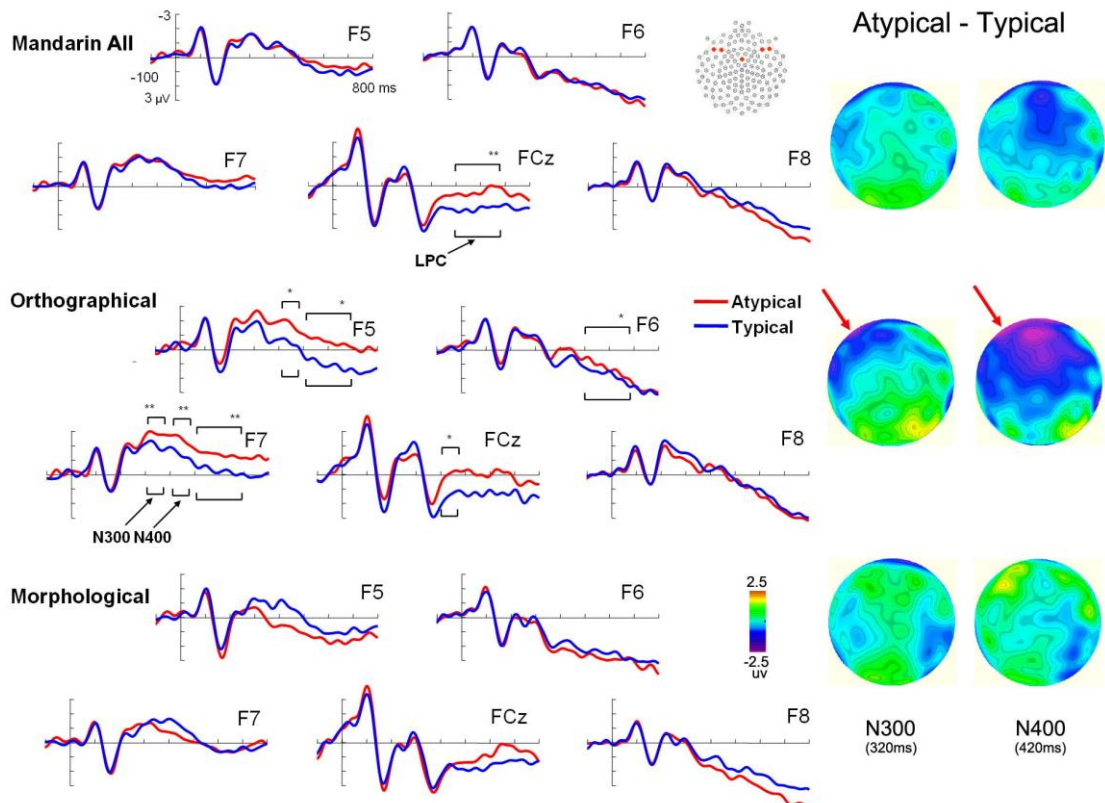 Mandarin All
-3
F5
-100
3 µV
800 ms
F6
Atypical - Typical
F7
FCz
**
LPC
F8
Orthographical
*
*
F5
*
F6
Atypical
Typical
**
**
**
F7
N300 N400
*
FCz
F8
Morphological
F5
F6
2.5
-2.5
uv
F7
FCz
F8
N300
(320ms)
N400
(420ms)